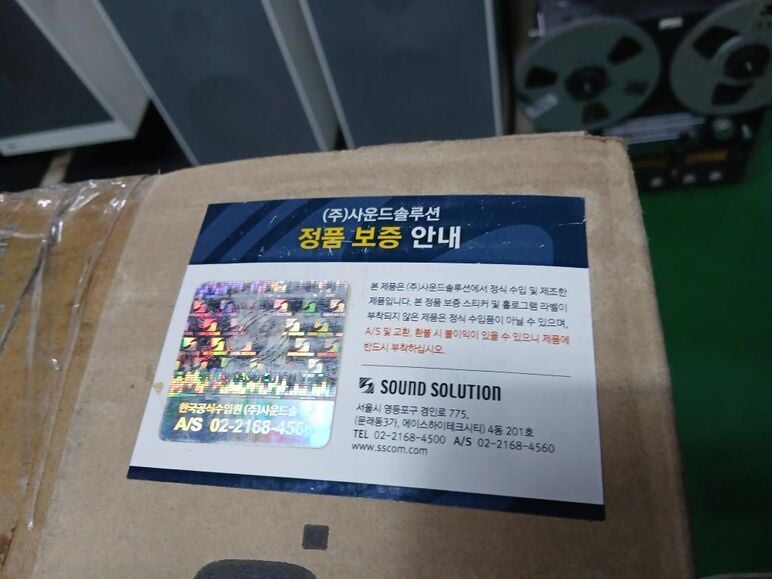 (주)사운드솔루션
정품 보증 안내
본 제품은 (주)사운드솔루션에서 정식 수입 및 제조한
제품입니다. 본 정품 보증 스티커 및 홀로그램 라벨이
부착되지 않은 제품은 정식 수입품이 아닐 수 있으며,
A/S 및 교환, 환불 시 불이익이 있을 수 있으니 제품에
반드시 부착하십시오.
한국공식수입원 (주)사운드솔
A/S 02-2168-456
SOUND SOLUTION
서울시 영등포구 경인로 775,
(문래동3가, 에이스하이테크시티) 4동 201호
TEL 02-2168-4500 A/S 02-2168-4560
www.sscom.com